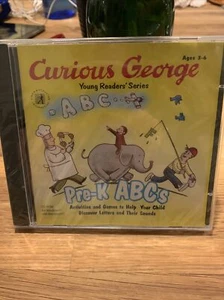 Curious George
Ages 3-6
Young Readers' Series
A B C
Pre-K ABCs
Activities and Games to Help Your Child
Discover Letters and Their Sounds